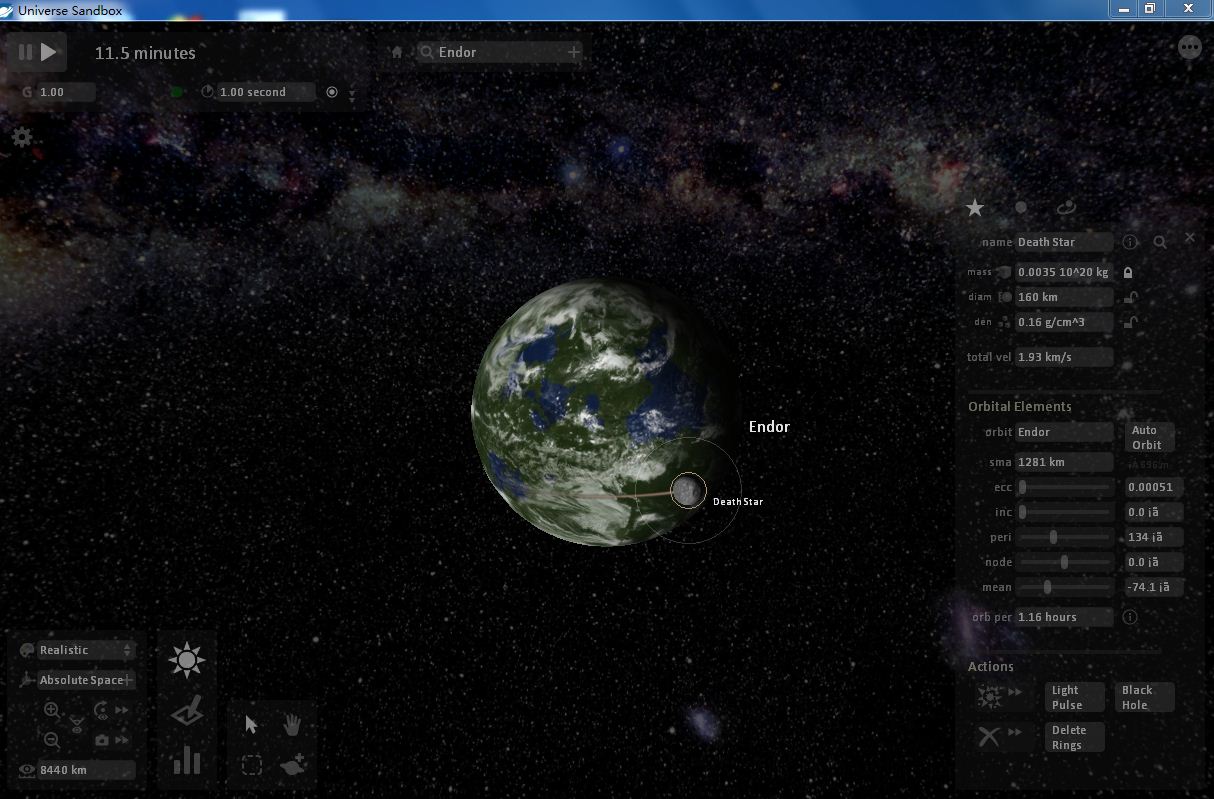 Universe Sandbox
11.5 minutes
Endor
G 1.00
1.00 second
name Death Star
mass 0.0035 10^20 kg
diam 160 km
den 0.16 g/cm^3
total vel 1.93 km/s
Orbital Elements
orbit Endor
Auto
Orbit
sma 1281 km
ecc 0.00051
inc 0.0 ¡ã
peri 134 ¡ã
node 0.0 ¡ã
mean -74.1 ¡ã
orb per 1.16 hours
Endor
Death Star
Actions
Light
Pulse
Black
Hole
Delete
Rings
Realistic
Absolute Space
8440 km